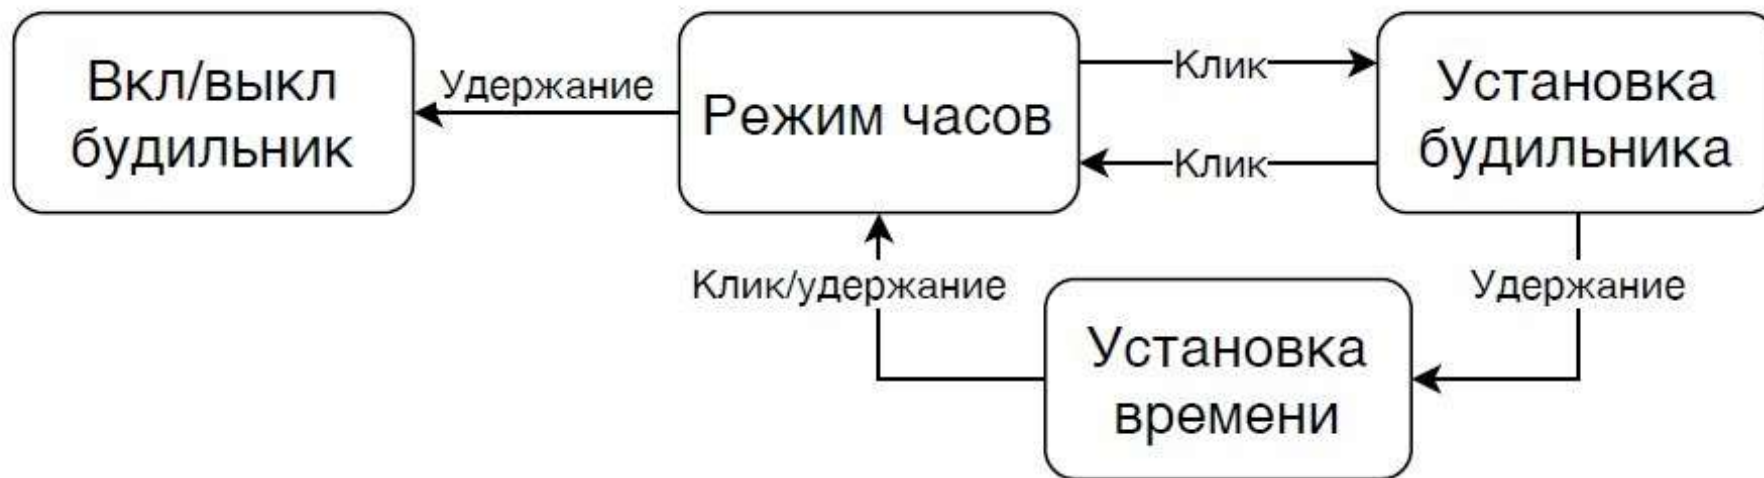 Вкл/выкл
будильник
Удержание
Режим часов
Клик
Клик
Установка
будильника
Клик/удержание
Установка
времени
Удержание